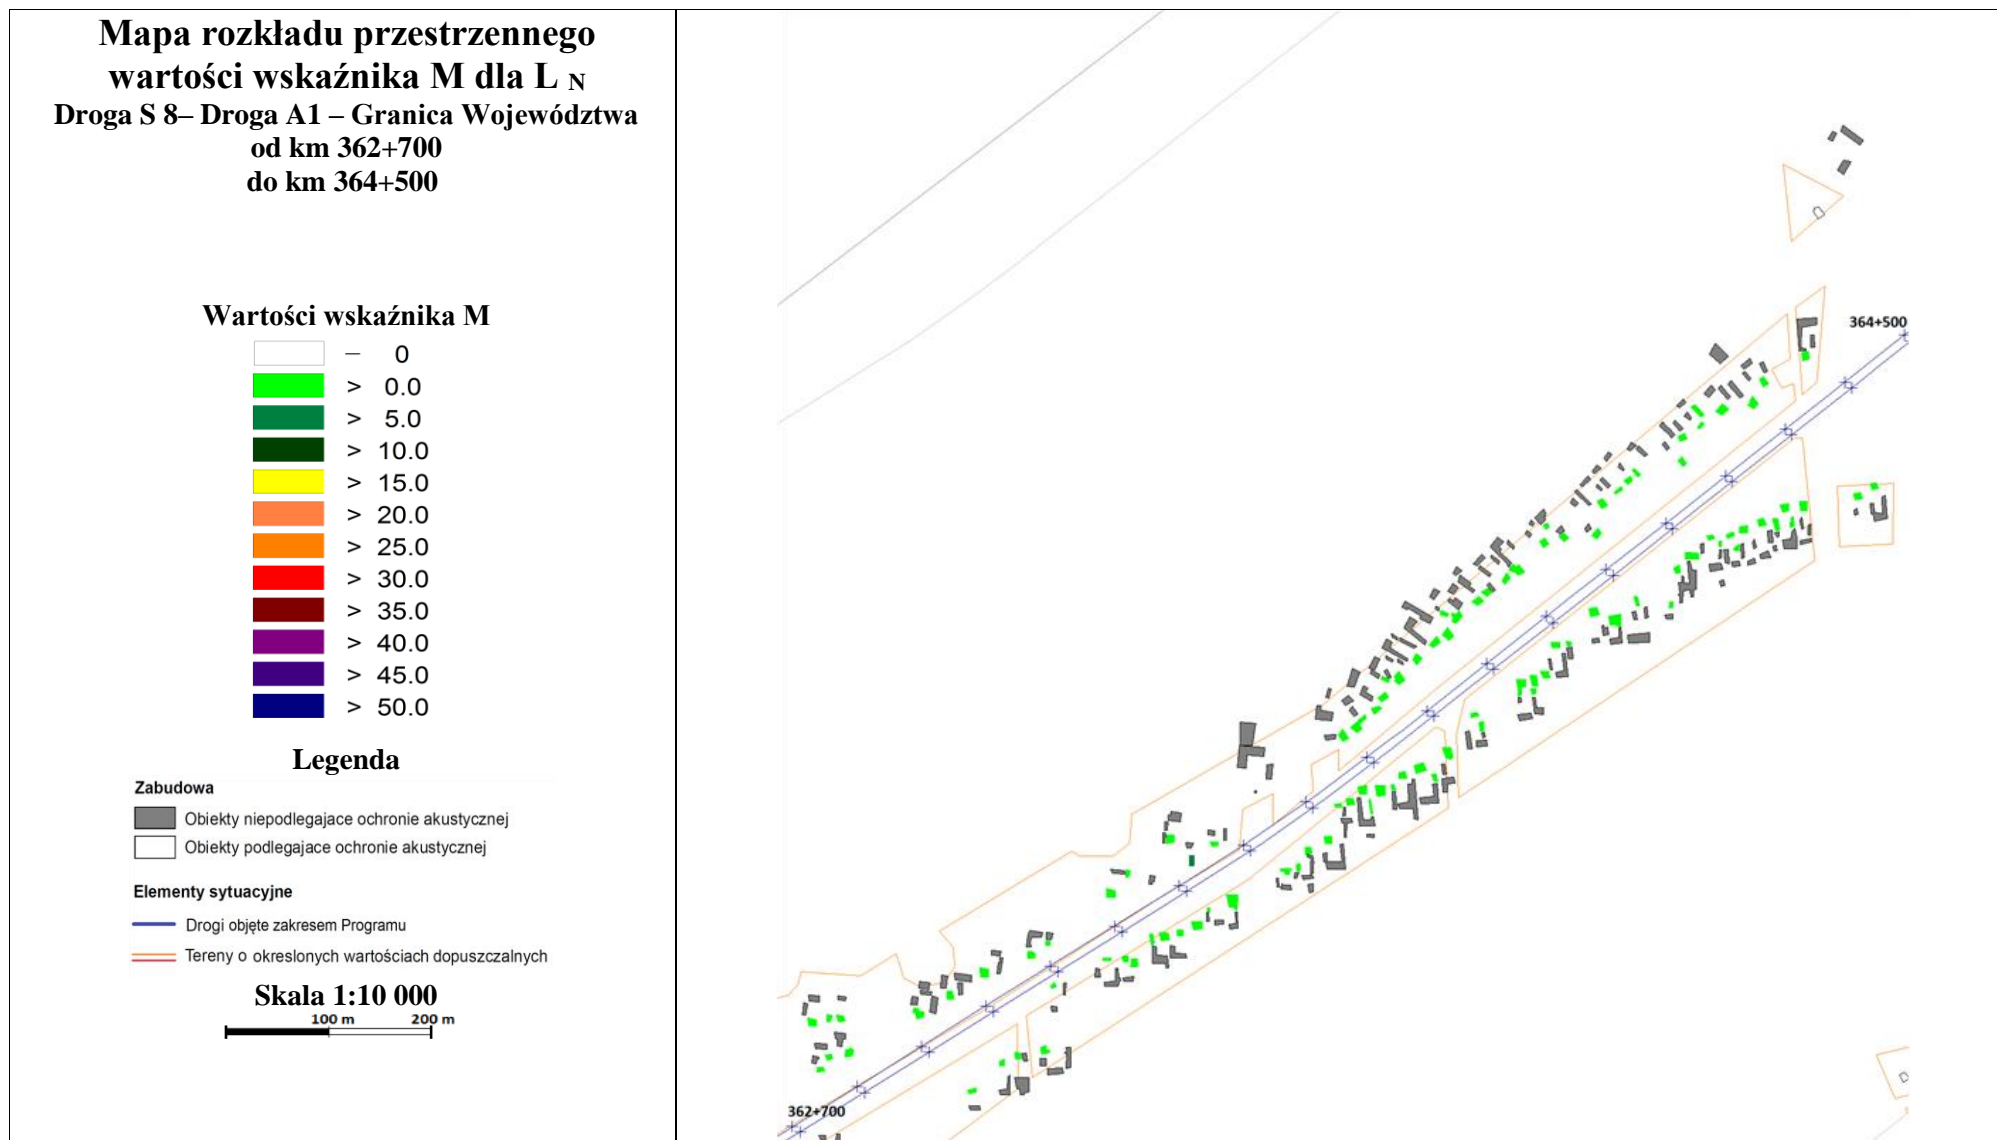 Mapa rozkładu przestrzennego
wartości wskaźnika M dla L N
Droga S 8– Droga A1 – Granica Województwa
od km 362+700
do km 364+500
Wartości wskaźnika M
– 0
> 0.0
> 5.0
> 10.0
> 15.0
> 20.0
> 25.0
> 30.0
> 35.0
> 40.0
> 45.0
> 50.0
Legenda
Zabudowa
Obiekty niepodlegajace ochronie akustycznej
Obiekty podlegajace ochronie akustycznej
Elementy sytuacyjne
Drogi objęte zakresem Programu
Tereny o okreslonych wartościach dopuszczalnych
Skala 1:10 000
100 m 200 m
364+500
362+700